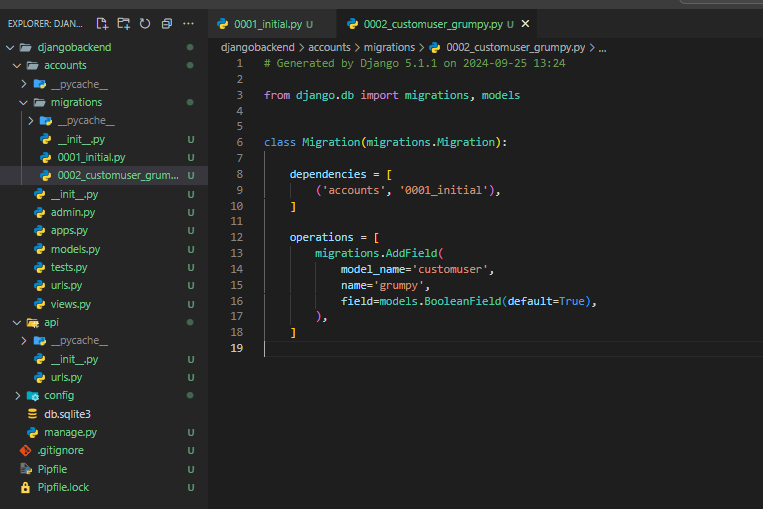 EXPLORER: DJAN... ...
djangobackend
accounts
__pycache__
migrations
__pycache__
__init__.py U
0001_initial.py U
0002_customuser_grum... U
__init__.py U
admin.py U
apps.py U
models.py U
tests.py U
urls.py U
views.py U
api
__pycache__
__init__.py U
urls.py U
config
db.sqlite3
manage.py U
.gitignore U
Pipfile U
Pipfile.lock U
0001_initial.py U 0002_customuser_grumpy.py U ×
djangobackend > accounts > migrations > 0002_customuser_grumpy.py > ...
1 # Generated by Django 5.1.1 on 2024-09-25 13:24
2
3 from django.db import migrations, models
4
5
6 class Migration(migrations.Migration):
7
8     dependencies = [
9         ('accounts', '0001_initial'),
10     ]
11
12     operations = [
13         migrations.AddField(
14             model_name='customuser',
15             name='grumpy',
16             field=models.BooleanField(default=True),
17         ),
18     ]
19